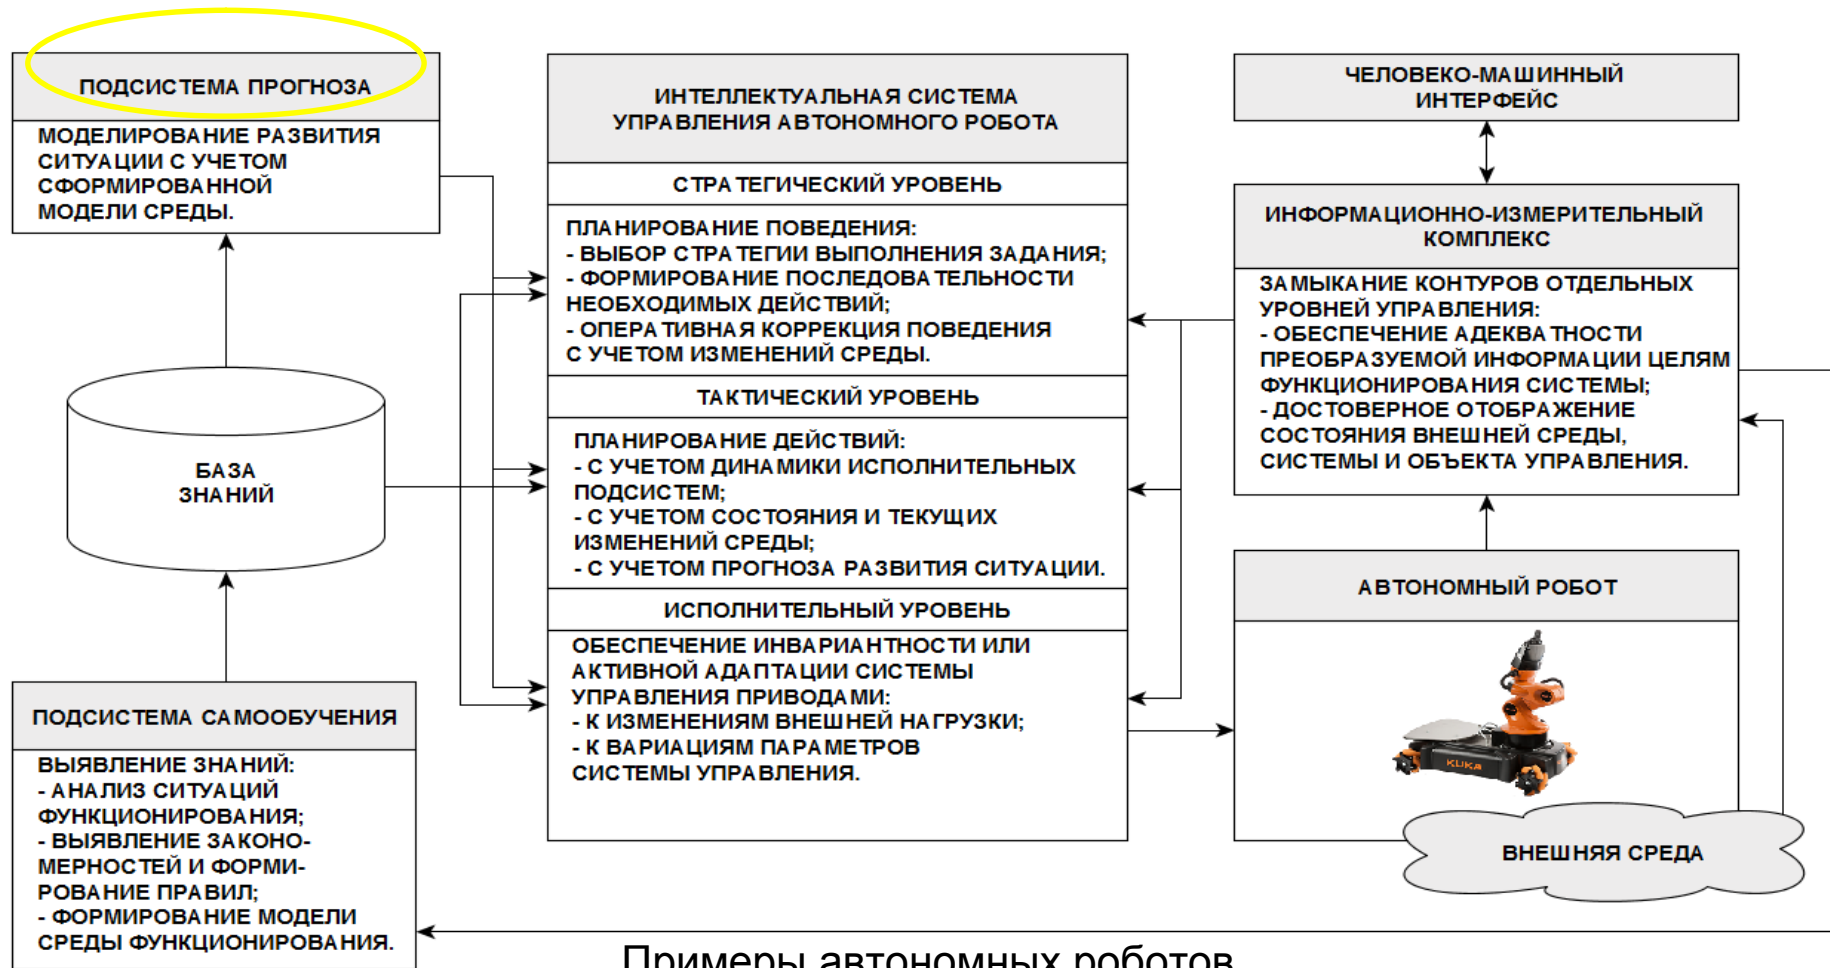 ПОДСИСТЕМА ПРОГНОЗА
МОДЕЛИРОВАНИЕ РАЗВИТИЯ
СИТУАЦИИ С УЧЕТОМ
СФОРМИРОВАННОЙ
МОДЕЛИ СРЕДЫ.
БАЗА
ЗНАНИЙ
ПОДСИСТЕМА САМООБУЧЕНИЯ
ВЫЯВЛЕНИЕ ЗНАНИЙ:
- АНАЛИЗ СИТУАЦИЙ
ФУНКЦИОНИРОВАНИЯ;
- ВЫЯВЛЕНИЕ ЗАКОНО-
МЕРНОСТЕЙ И ФОРМИ-
РОВАНИЕ ПРАВИЛ;
- ФОРМИРОВАНИЕ МОДЕЛИ
СРЕДЫ ФУНКЦИОНИРОВАНИЯ.
ИНТЕЛЛЕКТУАЛЬНАЯ СИСТЕМА
УПРАВЛЕНИЯ АВТОНОМНОГО РОБОТА
СТРАТЕГИЧЕСКИЙ УРОВЕНЬ
ПЛАНИРОВАНИЕ ПОВЕДЕНИЯ:
- ВЫБОР СТРАТЕГИИ ВЫПОЛНЕНИЯ ЗАДАНИЯ;
- ФОРМИРОВАНИЕ ПОСЛЕДОВАТЕЛЬНОСТИ
НЕОБХОДИМЫХ ДЕЙСТВИЙ;
- ОПЕРАТИВНАЯ КОРРЕКЦИЯ ПОВЕДЕНИЯ
С УЧЕТОМ ИЗМЕНЕНИЙ СРЕДЫ.
ТАКТИЧЕСКИЙ УРОВЕНЬ
ПЛАНИРОВАНИЕ ДЕЙСТВИЙ:
- С УЧЕТОМ ДИНАМИКИ ИСПОЛНИТЕЛЬНЫХ
ПОДСИСТЕМ;
- С УЧЕТОМ СОСТОЯНИЯ И ТЕКУЩИХ
ИЗМЕНЕНИЙ СРЕДЫ;
- С УЧЕТОМ ПРОГНОЗА РАЗВИТИЯ СИТУАЦИИ.
ИСПОЛНИТЕЛЬНЫЙ УРОВЕНЬ
ОБЕСПЕЧЕНИЕ ИНВАРИАНТНОСТИ ИЛИ
АКТИВНОЙ АДАПТАЦИИ СИСТЕМЫ
УПРАВЛЕНИЯ ПРИВОДАМИ:
- К ИЗМЕНЕНИЯМ ВНЕШНЕЙ НАГРУЗКИ;
- К ВАРИАЦИЯМ ПАРАМЕТРОВ
СИСТЕМЫ УПРАВЛЕНИЯ.
ЧЕЛОВЕКО-МАШИННЫЙ
ИНТЕРФЕЙС
ИНФОРМАЦИОННО-ИЗМЕРИТЕЛЬНЫЙ
КОМПЛЕКС
ЗАМЫКАНИЕ КОНТУРОВ ОТДЕЛЬНЫХ
УРОВНЕЙ УПРАВЛЕНИЯ:
- ОБЕСПЕЧЕНИЕ АДЕКВАТНОСТИ
ПРЕОБРАЗУЕМОЙ ИНФОРМАЦИИ ЦЕЛЯМ
ФУНКЦИОНИРОВАНИЯ СИСТЕМЫ;
- ДОСТОВЕРНОЕ ОТОБРАЖЕНИЕ
СОСТОЯНИЯ ВНЕШНЕЙ СРЕДЫ,
СИСТЕМЫ И ОБЪЕКТА УПРАВЛЕНИЯ.
АВТОНОМНЫЙ РОБОТ
KUKA
ВНЕШНЯЯ СРЕДА
Примеры автономных роботов